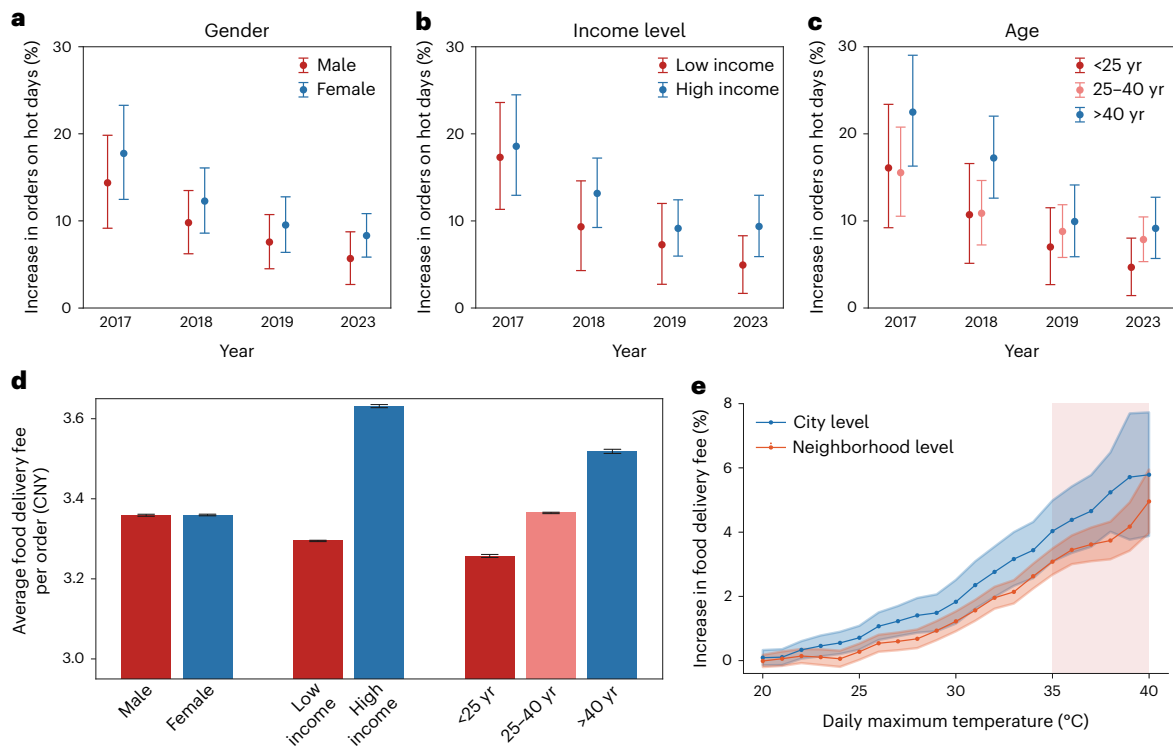 a
Gender
Increase in orders on hot days (%)
30
20
10
0
Male
Female
2017
2018
2019
2023
Year
b
Income level
Increase in orders on hot days (%)
30
20
10
0
Low income
High income
2017
2018
2019
2023
Year
c
Age
Increase in orders on hot days (%)
30
20
10
0
<25 yr
25–40 yr
>40 yr
2017
2018
2019
2023
Year
d
Average food delivery fee
per order (CNY)
3.6
3.4
3.2
3.0
Male
Female
Low
income
High
income
<25 yr
25–40 yr
>40 yr
e
Increase in food delivery fee (%)
8
6
4
2
0
City level
Neighborhood level
20
25
30
35
40
Daily maximum temperature (°C)